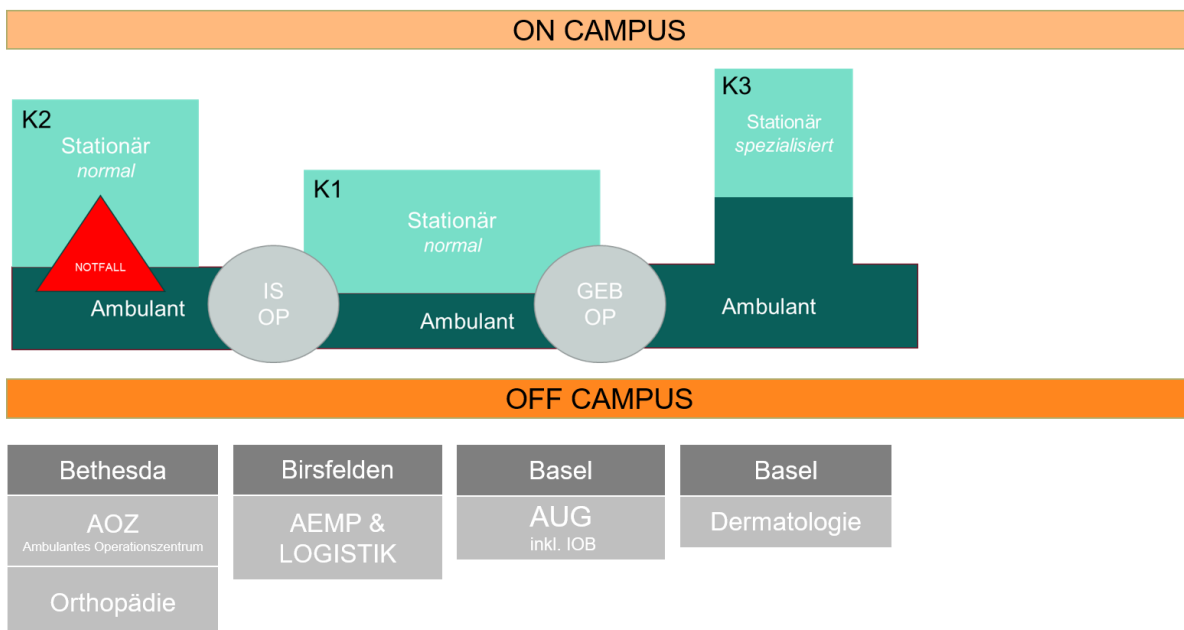 ON CAMPUS
K2
Stationär
normal
NOTFALL
Ambulant
IS
OP
K1
Stationär
normal
Ambulant
GEB
OP
K3
Stationär
spezialisiert
Ambulant
OFF CAMPUS
Bethesda
AOZ
Ambulantes Operationszentrum
Orthopädie
Birsfelden
AEMP &
LOGISTIK
Basel
AUG
inkl. IOB
Basel
Dermatologie